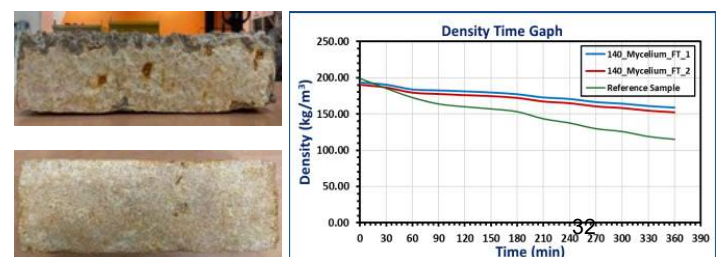 Density Time Gaph
250.00
200.00
150.00
100.00
50.00
0.00
Density (kg/m³)
140_Mycelium_FT_1
140_Mycelium_FT_2
Reference Sample
0 30 60 90 120 150 180 210 240 270 300 330 360 390
32
Time (min)